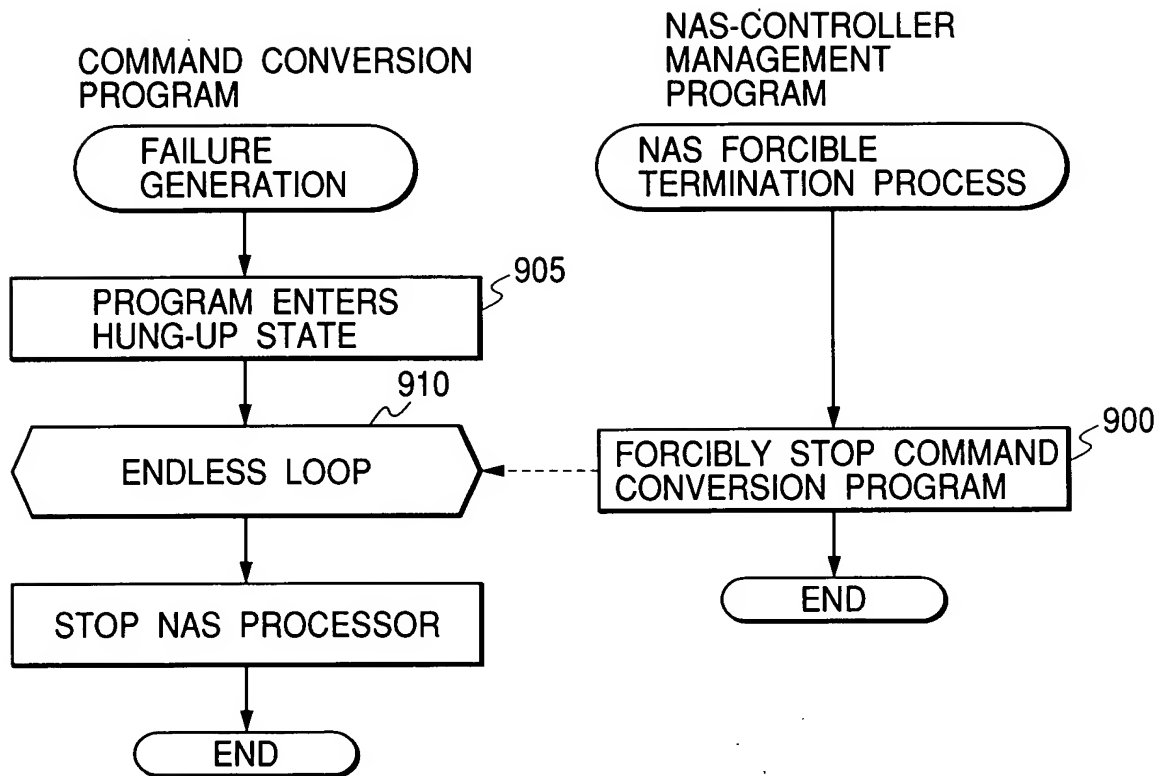 COMMAND CONVERSION
PROGRAM
FAILURE
GENERATION
905
PROGRAM ENTERS
HUNG-UP STATE
910
ENDLESS LOOP
STOP NAS PROCESSOR
END
NAS-CONTROLLER
MANAGEMENT
PROGRAM
NAS FORCIBLE
TERMINATION PROCESS
900
FORCIBLY STOP COMMAND
CONVERSION PROGRAM
END